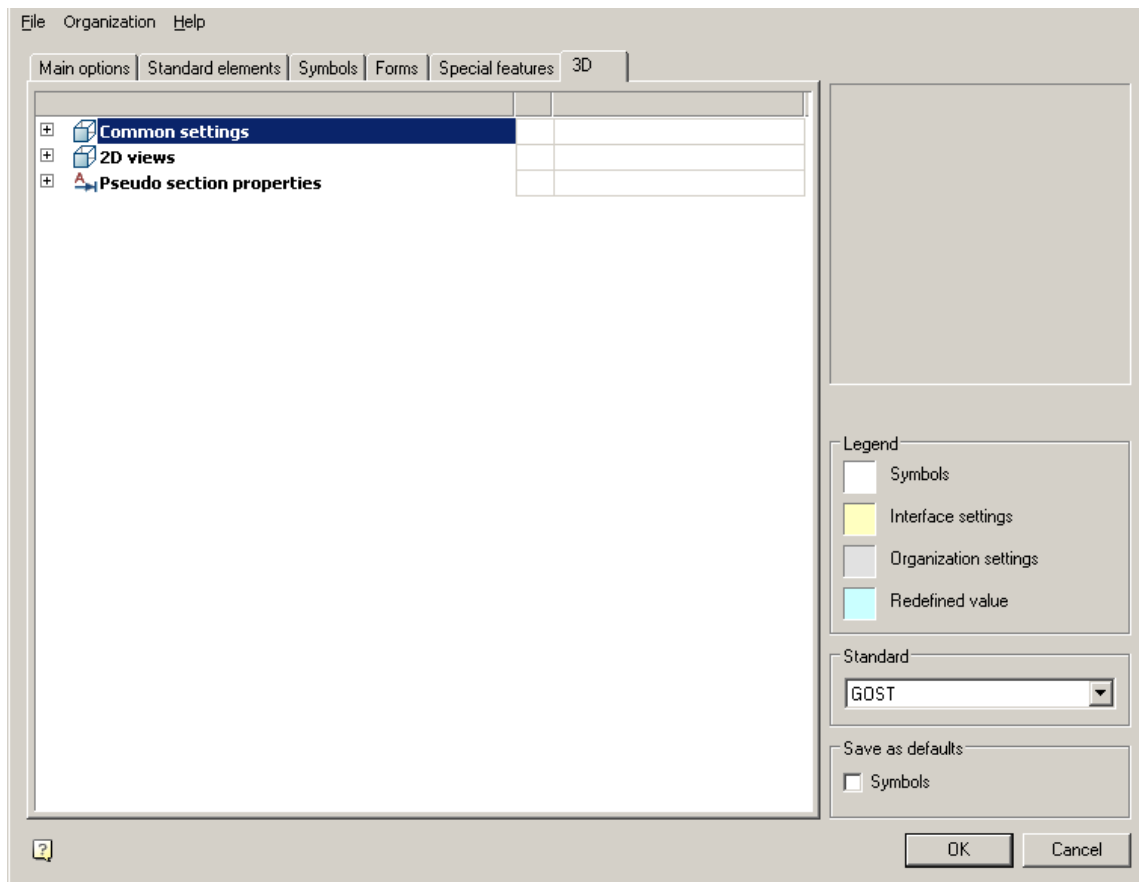 File Organization Help
Main options Standard elements Symbols Forms Special features 3D
Common settings
2D views
Pseudo section properties
Legend
Symbols
Interface settings
Organization settings
Redefined value
Standard
GOST
Save as defaults
Symbols
OK Cancel